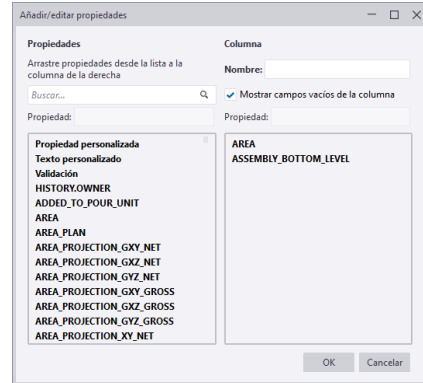 Añadir/editar propiedades
Propiedades
Arrastre propiedades desde la lista a la
columna de la derecha
Buscar...
Propiedad:
Propiedad personalizada
Texto personalizado
Validación
HISTORY.OWNER
ADDED_TO_POUR_UNIT
AREA
AREA_PLAN
AREA_PROJECTION_GXY_NET
AREA_PROJECTION_GXZ_NET
AREA_PROJECTION_GYZ_NET
AREA_PROJECTION_GXY_GROSS
AREA_PROJECTION_GXZ_GROSS
AREA_PROJECTION_GYZ_GROSS
AREA_PROJECTION_XY_NET
Columna
Nombre:
Mostrar campos vacíos de la columna
Propiedad:
AREA
ASSEMBLY_BOTTOM_LEVEL
OK
Cancelar